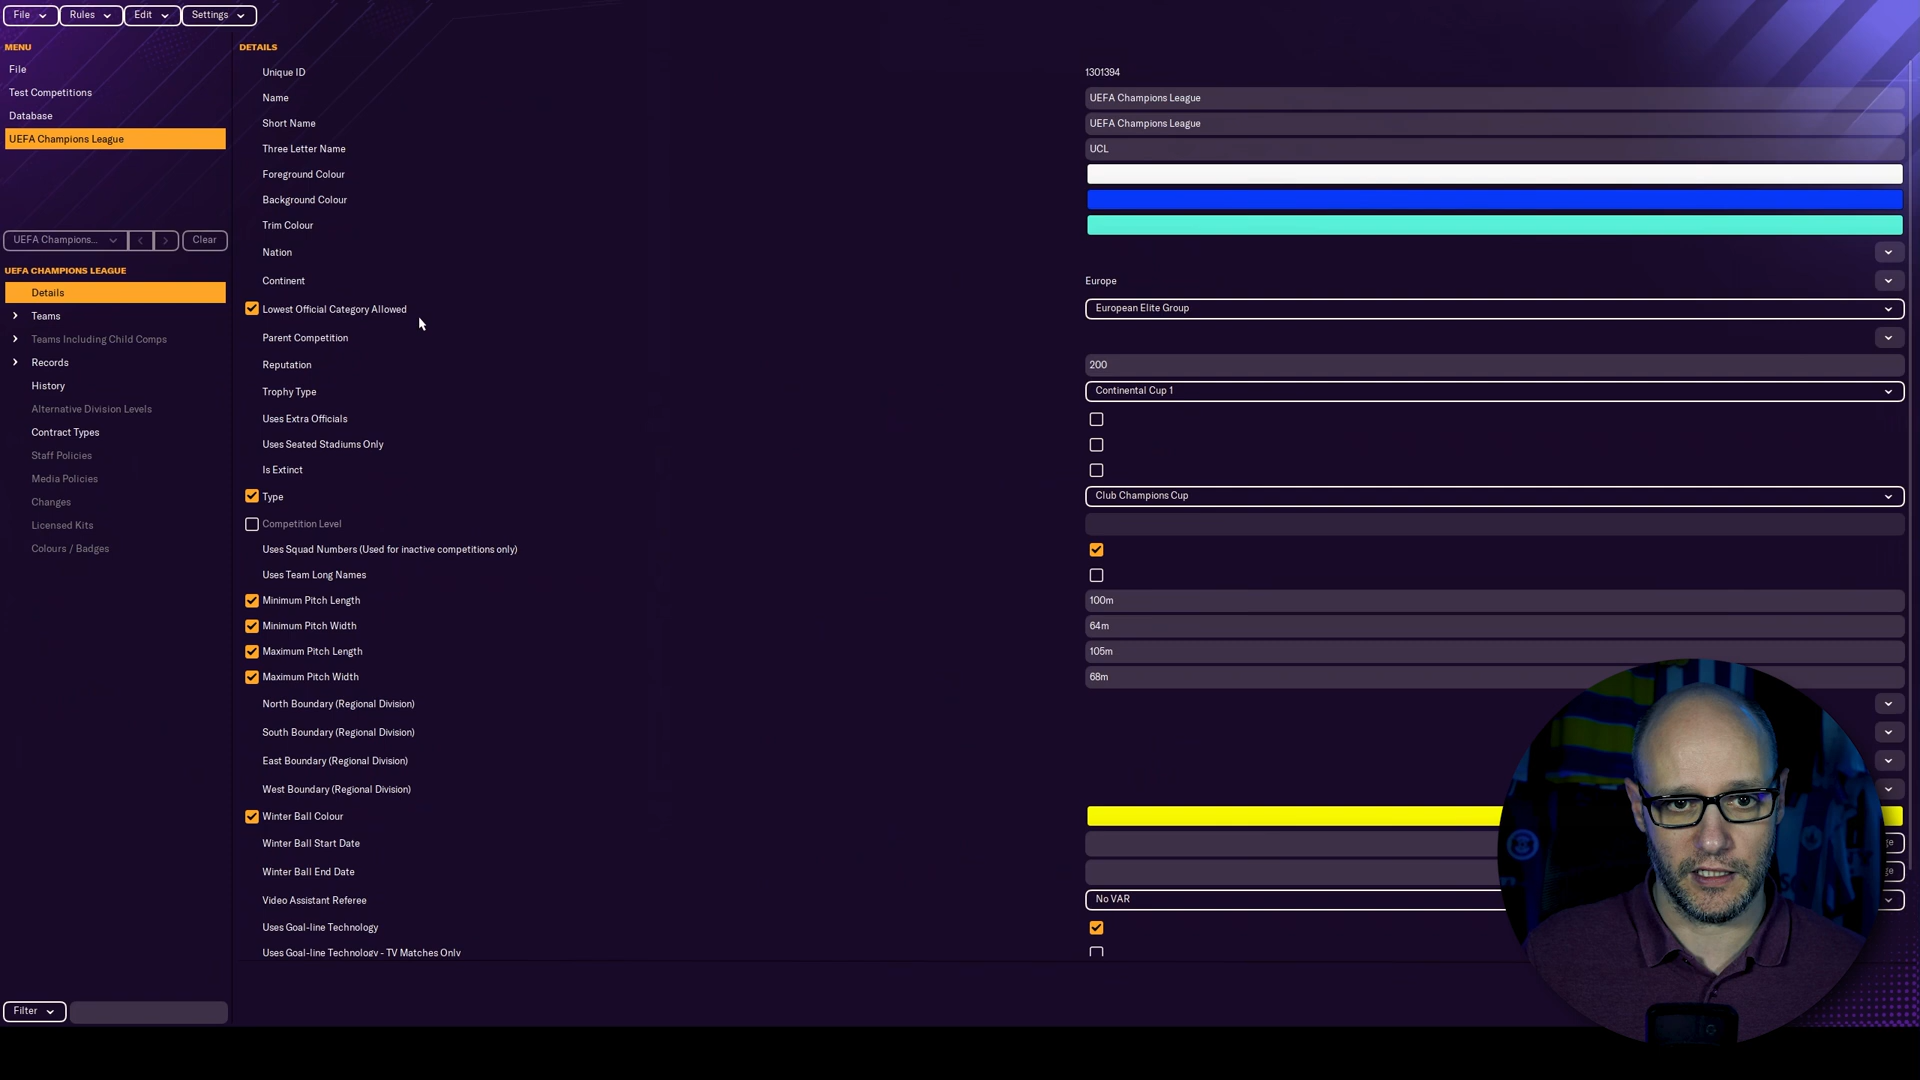 File
Rules
Edit
Settings
MENU
File
Test Competitions
Database
UEFA Champions League
UEFA Champions...
Clear
UEFA CHAMPIONS LEAGUE
Details
Teams
Teams Including Child Comps
Records
History
Alternative Division Levels
Contract Types
Staff Policies
Media Policies
Changes
Licensed Kits
Colours / Badges
Filter
DETAILS
Unique ID 1301394
Name UEFA Champions League
Short Name UEFA Champions League
Three Letter Name UCL
Foreground Colour
Background Colour
Trim Colour
Nation
Continent Europe
Lowest Official Category Allowed European Elite Group
Parent Competition
Reputation 200
Trophy Type Continental Cup 1
Uses Extra Officials
Uses Seated Stadiums Only
Is Extinct
Type Club Champions Cup
Competition Level
Uses Squad Numbers (Used for inactive competitions only)
Uses Team Long Names
Minimum Pitch Length 100m
Minimum Pitch Width 64m
Maximum Pitch Length 105m
Maximum Pitch Width 68m
North Boundary (Regional Division)
South Boundary (Regional Division)
East Boundary (Regional Division)
West Boundary (Regional Division)
Winter Ball Colour
Winter Ball Start Date
Winter Ball End Date
Video Assistant Referee No VAR
Uses Goal-line Technology
Uses Goal-line Technology - TV Matches Only